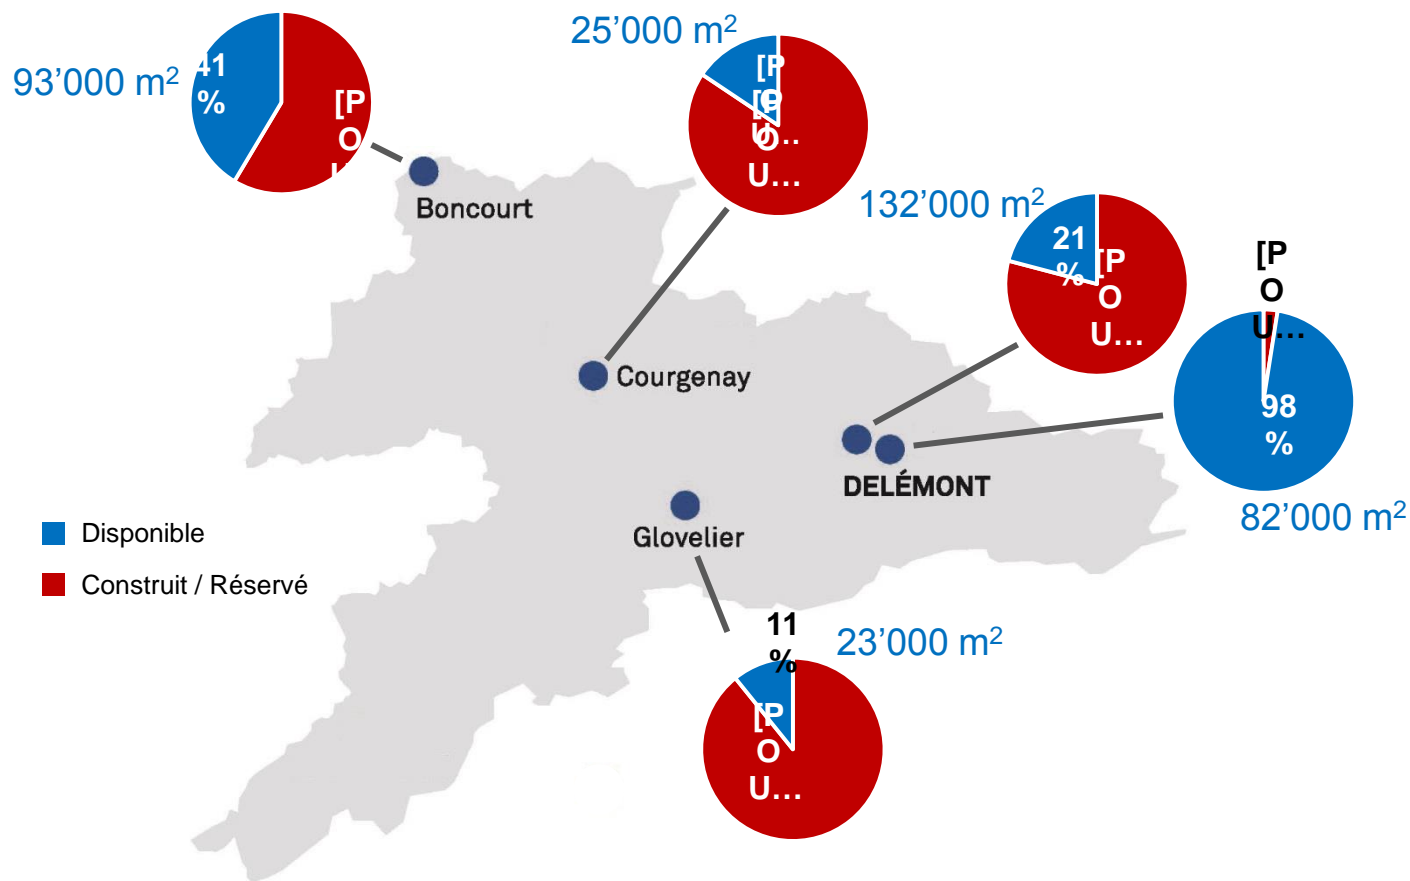 25’000 m²
93’000 m²
41
%
[P
O
U…
[P
O
U…
[P
O
U…
Boncourt
132’000 m²
21
%
[P
O
U…
[P
O
U…
98
%
82’000 m²
Courgenay
DELÉMONT
Glovelier
Disponible
Construit / Réservé
11
%
23’000 m²
[P
O
U…